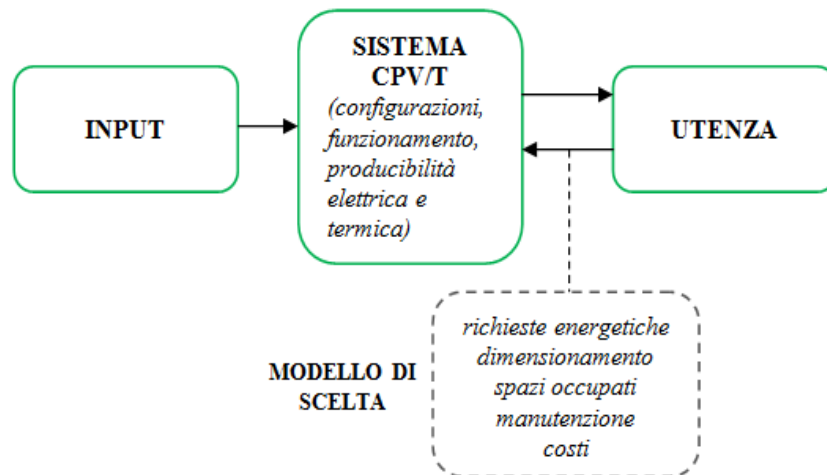 INPUT
SISTEMA
CPV/T
(configurazioni,
funzionamento,
producibilità
elettrica e
termica)
UTENZA
MODELLO DI
SCELTA
richieste energetiche
dimensionamento
spazi occupati
manutenzione
costi